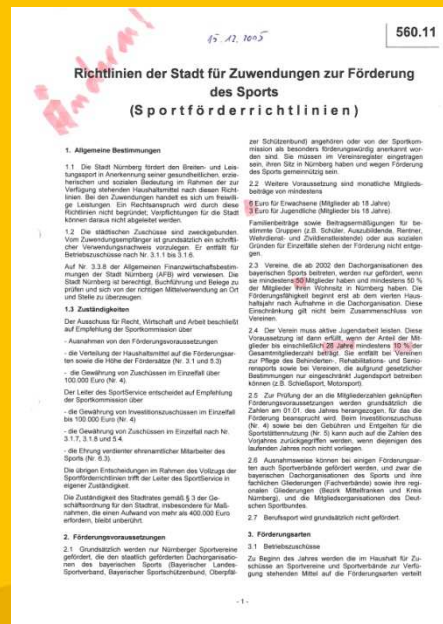 15.12.2005
560.11
Änderung!
Richtlinien der Stadt für Zuwendungen zur Förderung
des Sports
(Sportförderrichtlinien)
1. Allgemeine Bestimmungen
1.1 Die Stadt Nürnberg fördert den Breiten- und Leis-
tungssport in Anerkennung seiner gesundheitlichen, erzie-
herischen und sozialen Bedeutung im Rahmen der zur
Verfügung stehenden Haushaltsmittel nach diesen Richt-
linien. Bei den Zuwendungen handelt es sich um freiwilli-
ge Leistungen. Ein Rechtsanspruch wird durch diese
Richtlinien nicht begründet; Verpflichtungen für die Stadt
können daraus nicht abgeleitet werden.
1.2 Die städtischen Zuschüsse sind zweckgebunden.
Vom Zuwendungsempfänger ist grundsätzlich ein schriftli-
cher Verwendungsnachweis vorzulegen. Er entfällt für
Betriebszuschüsse nach Nr. 3.1.1 bis 3.1.6.
Auf Nr. 3.3.8 der Allgemeinen Finanzwirtschaftsbestim-
mungen der Stadt Nürnberg (AFB) wird verwiesen. Die
Stadt Nürnberg ist berechtigt, Buchführung und Belege zu
prüfen und sich von der richtigen Mittelverwendung an Ort
und Stelle zu überzeugen.
1.3 Zuständigkeiten
Der Ausschuss für Recht, Wirtschaft und Arbeit beschließt
auf Empfehlung der Sportkommission über
- Ausnahmen von den Förderungsvoraussetzungen
- die Verteilung der Haushaltsmittel auf die Förderungsar-
ten sowie die Höhe der Fördersätze (Nr. 3.1 und 5.3)
- die Gewährung von Zuschüssen im Einzelfall über
100.000 Euro (Nr. 4).
Der Leiter des SportService entscheidet auf Empfehlung
der Sportkommission über
- die Gewährung von Investitionszuschüssen im Einzelfall
bis 100.000 Euro (Nr. 4)
- die Gewährung von Zuschüssen im Einzelfall nach Nr.
3.1.7, 3.1.8 und 5.4.
- die Ehrung verdienter ehrenamtlicher Mitarbeiter des
Sports (Nr. 6.3).
Die übrigen Entscheidungen im Rahmen des Vollzugs der
Sportförderrichtlinien trifft der Leiter des SportService in
eigener Zuständigkeit.
Die Zuständigkeit des Stadtrates gemäß § 3 der Ge-
schäftsordnung für den Stadtrat, insbesondere für Maß-
nahmen, die einen Aufwand von mehr als 400.000 Euro
erfordern, bleibt unberührt.
2. Förderungsvoraussetzungen
2.1 Grundsätzlich werden nur Nürnberger Sportvereine
gefördert, die den staatlich geförderten Dachorganisatio-
nen des bayerischen Sports (Bayerischer Landes-
Sportverband, Bayerischer Sportschützenbund, Oberpfäl-
zer Schützenbund) angehören oder von der Sportkom-
mission als besonders förderungswürdig anerkannt wor-
den sind. Sie müssen im Vereinsregister eingetragen
sein, ihren Sitz in Nürnberg haben und wegen Förderung
des Sports gemeinnützig sein.
2.2 Weitere Voraussetzung sind monatliche Mitglieds-
beiträge von mindestens
6 Euro für Erwachsene (Mitglieder ab 18 Jahre)
3 Euro für Jugendliche (Mitglieder bis 18 Jahre).
Familienbeiträge sowie Beitragsermäßigungen für be-
stimmte Gruppen (z.B. Schüler, Auszubildende, Rentner,
Wehrdienst- und Zivildienstleistende) oder aus sozialen
Gründen für Einzelfälle stehen der Förderung nicht entge-
gen.
2.3 Vereine, die ab 2002 den Dachorganisationen des
bayerischen Sports beitreten, werden nur gefördert, wenn
sie mindestens 50 Mitglieder haben und mindestens 50 %
der Mitglieder ihren Wohnsitz in Nürnberg haben. Die
Förderungsfähigkeit beginnt erst ab dem vierten Haus-
haltsjahr nach Aufnahme in die Dachorganisation. Diese
Einschränkung gilt nicht beim Zusammenschluss von
Vereinen.
2.4 Der Verein muss aktive Jugendarbeit leisten. Diese
Voraussetzung ist dann erfüllt, wenn der Anteil der Mit-
glieder bis einschließlich 26 Jahre mindestens 10 % der
Gesamtmitgliederzahl beträgt. Sie entfällt bei Vereinen
zur Pflege des Behinderten-, Rehabilitations- und Senio-
rensports sowie bei Vereinen, die aufgrund gesetzlicher
Bestimmungen nur eingeschränkt Jugendsport betreiben
können (z.B. Schießsport, Motorsport).
2.5 Zur Prüfung der an die Mitgliederzahlen geknüpften
Förderungsvoraussetzungen werden grundsätzlich die
Zahlen am 01.01. des Jahres herangezogen, für das die
Förderung beansprucht wird. Beim Investitionszuschuss
(Nr. 4) sowie bei den Gebühren und Entgelten für die
Sportstättennutzung (Nr. 5) kann auch auf die Zahlen des
Vorjahres zurückgegriffen werden, wenn diejenigen des
laufenden Jahres noch nicht vorliegen.
2.6 Ausnahmsweise können bei einigen Förderungsar-
ten auch Sportverbände gefördert werden, und zwar die
bayerischen Dachorganisationen des Sports und ihre
fachlichen Gliederungen (Fachverbände) sowie ihre regi-
onalen Gliederungen (Bezirk Mittelfranken und Kreis
Nürnberg), und die Mitgliedsorganisationen des Deut-
schen Sportbundes.
2.7 Berufssport wird grundsätzlich nicht gefördert.
3. Förderungsarten
3.1 Betriebszuschüsse
Zu Beginn des Jahres werden die im Haushalt für Zu-
schüsse an Sportvereine und Sportverbände zur Verfü-
gung stehenden Mittel auf die Förderungsarten verteilt
- 1 -